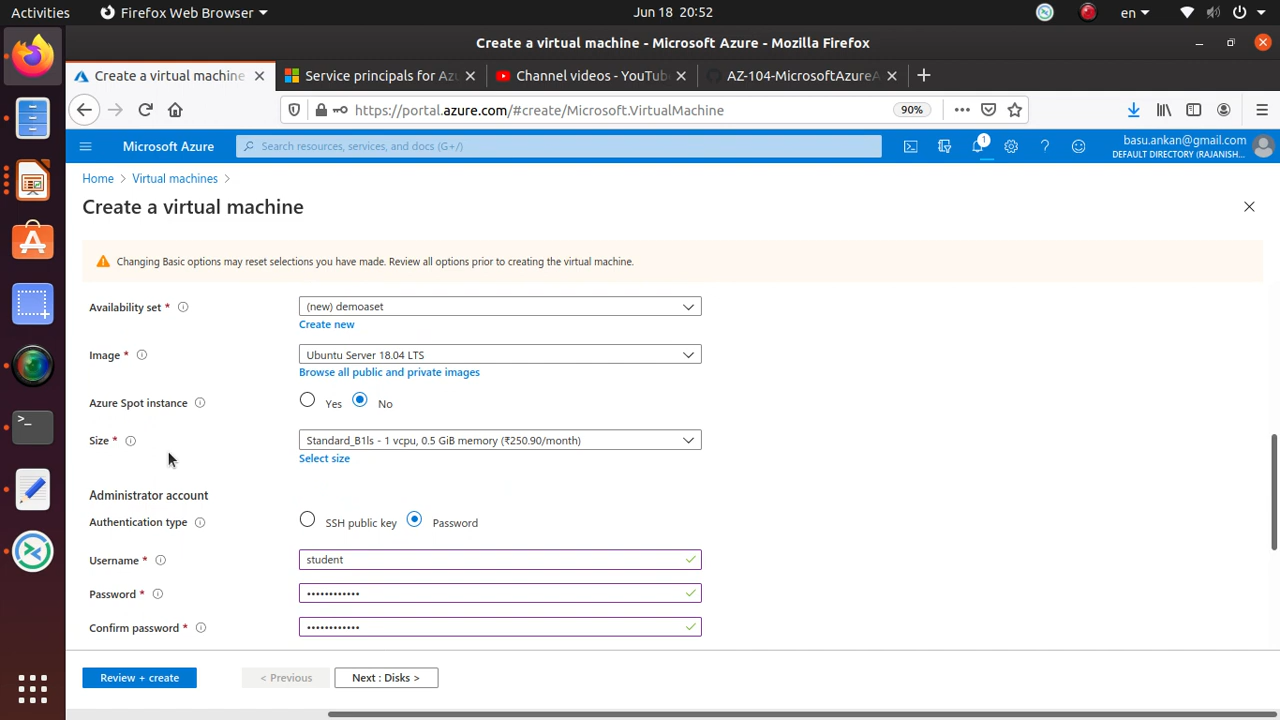 Activities
Firefox Web Browser
Jun 18 20:52
en
Create a virtual machine - Microsoft Azure - Mozilla Firefox
Create a virtual machine
Service principals for Az
Channel videos - YouTub
AZ-104-MicrosoftAzureA
https://portal.azure.com/#create/Microsoft.VirtualMachine
90%
Microsoft Azure
Search resources, services, and docs (G+/)
1
basu.ankan@gmail.com
DEFAULT DIRECTORY (RAJANISH...
Home > Virtual machines >
Create a virtual machine
Changing Basic options may reset selections you have made. Review all options prior to creating the virtual machine.
Availability set *
(new) demoaset
Create new
Image *
Ubuntu Server 18.04 LTS
Browse all public and private images
Azure Spot instance
Yes
No
Size *
Standard_B1ls - 1 vcpu, 0.5 GiB memory (₹250.90/month)
Select size
Administrator account
Authentication type
SSH public key
Password
Username *
student
Password *
••••••••••••
Confirm password *
••••••••••••
Review + create
< Previous
Next : Disks >